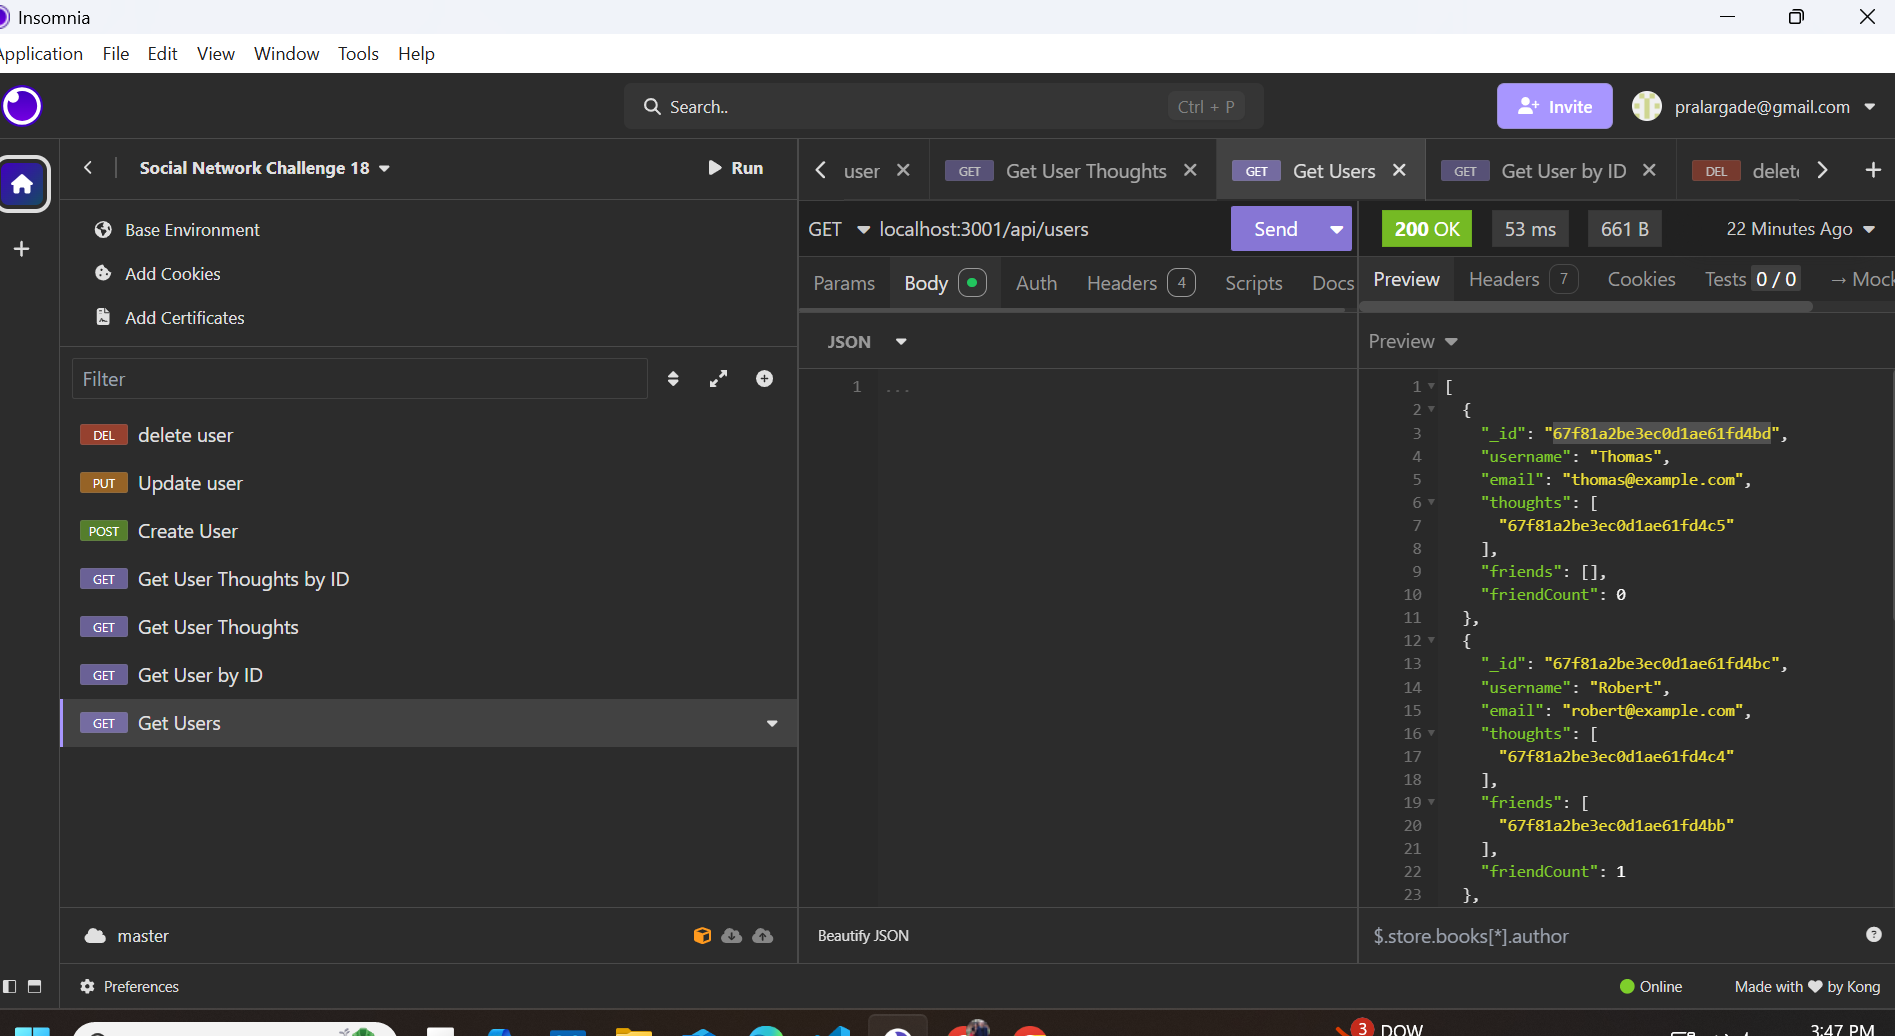 Insomnia
Application File Edit View Window Tools Help
Search.. Ctrl + P
Invite
pralargade@gmail.com
Social Network Challenge 18
Run
Base Environment
Add Cookies
Add Certificates
Filter
DEL delete user
PUT Update user
POST Create User
GET Get User Thoughts by ID
GET Get User Thoughts
GET Get User by ID
GET Get Users
master
Preferences
user
GET Get User Thoughts
GET Get Users
GET Get User by ID
DEL delete
GET localhost:3001/api/users
Send
Params Body Auth Headers 4 Scripts Docs
JSON
1 ...
Beautify JSON
200 OK 53 ms 661 B 22 Minutes Ago
Preview Headers 7 Cookies Tests 0 / 0 → Mock
Preview
1 [
2 {
3 "_id": "67f81a2be3ec0d1ae61fd4bd",
4 "username": "Thomas",
5 "email": "thomas@example.com",
6 "thoughts": [
7 "67f81a2be3ec0d1ae61fd4c5"
8 ],
9 "friends": [],
10 "friendCount": 0
11 },
12 {
13 "_id": "67f81a2be3ec0d1ae61fd4bc",
14 "username": "Robert",
15 "email": "robert@example.com",
16 "thoughts": [
17 "67f81a2be3ec0d1ae61fd4c4"
18 ],
19 "friends": [
20 "67f81a2be3ec0d1ae61fd4bb"
21 ],
22 "friendCount": 1
23 },
$.store.books[*].author
Online
Made with ❤ by Kong
3
DOW
3:47 PM